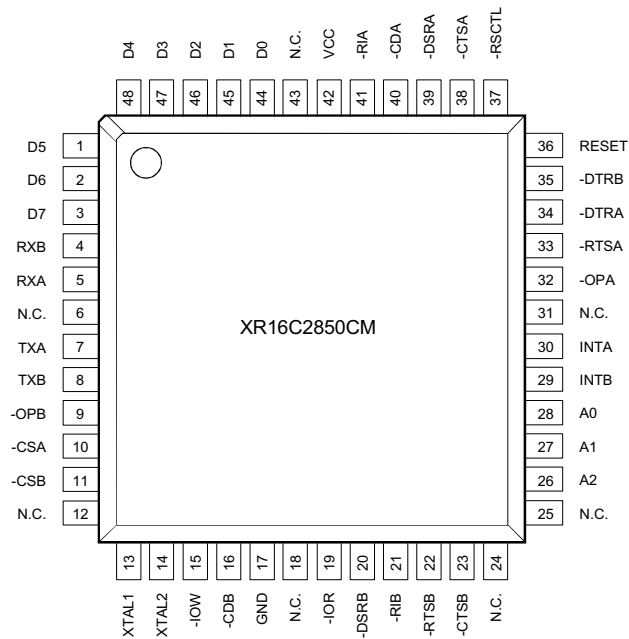 D4 D3 D2 D1 D0 N.C. VCC -RIA -CDA -DSRA -CTSA -RSCTL
48 47 46 45 44 43 42 41 40 39 38 37
D5 1
D6 2
D7 3
RXB 4
RXA 5
N.C. 6
TXA 7
TXB 8
-OPB 9
-CSA 10
-CSB 11
N.C. 12
XR16C2850CM
36 RESET
35 -DTRB
34 -DTRA
33 -RTSA
32 -OPA
31 N.C.
30 INTA
29 INTB
28 A0
27 A1
26 A2
25 N.C.
13 14 15 16 17 18 19 20 21 22 23 24
XTAL1 XTAL2 -IOW -CDB GND N.C. -IOR -DSRB -RIB -RTSB -CTSB N.C.